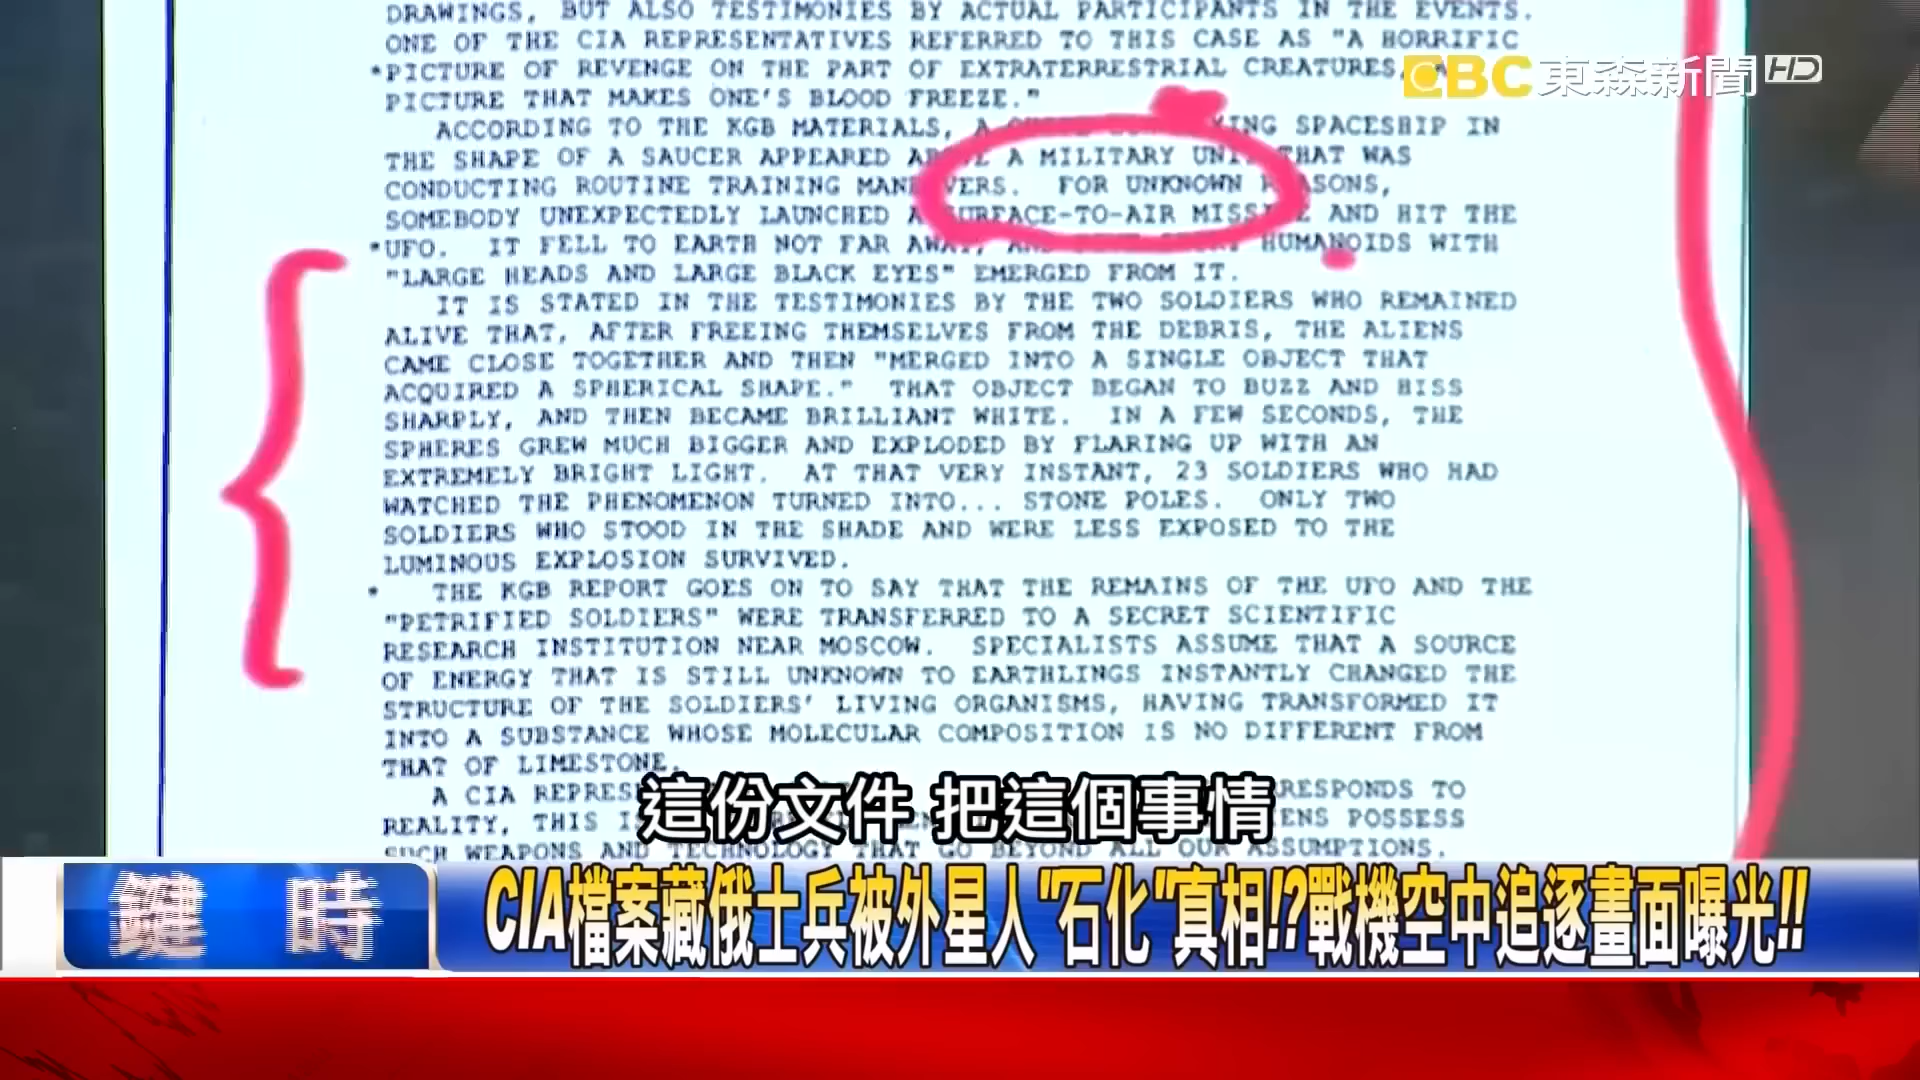 DRAWINGS, BUT ALSO TESTIMONIES BY ACTUAL PARTICIPANTS IN THE EVENTS.
ONE OF THE CIA REPRESENTATIVES REFERRED TO THIS CASE AS "A HORRIFIC
*PICTURE OF REVENGE ON THE PART OF EXTRATERRESTRIAL CREATURES,
EBC東森新聞HD
PICTURE THAT MAKES ONE'S BLOOD FREEZE."
ACCORDING TO THE KGB MATERIALS, A SPACESHIP IN
THE SHAPE OF A SAUCER APPEARED ABOVE A MILITARY UNIT THAT WAS
CONDUCTING ROUTINE TRAINING MANEUVERS. FOR UNKNOWN REASONS,
SOMEBODY UNEXPECTEDLY LAUNCHED A SURFACE-TO-AIR MISSILE AND HIT THE
*UFO. IT FELL TO EARTH NOT FAR AWAY, AND HUMANOIDS WITH
"LARGE HEADS AND LARGE BLACK EYES" EMERGED FROM IT.
IT IS STATED IN THE TESTIMONIES BY THE TWO SOLDIERS WHO REMAINED
ALIVE THAT, AFTER FREEING THEMSELVES FROM THE DEBRIS, THE ALIENS
CAME CLOSE TOGETHER AND THEN "MERGED INTO A SINGLE OBJECT THAT
ACQUIRED A SPHERICAL SHAPE." THAT OBJECT BEGAN TO BUZZ AND HISS
SHARPLY, AND THEN BECAME BRILLIANT WHITE. IN A FEW SECONDS, THE
SPHERES GREW MUCH BIGGER AND EXPLODED BY FLARING UP WITH AN
EXTREMELY BRIGHT LIGHT. AT THAT VERY INSTANT, 23 SOLDIERS WHO HAD
WATCHED THE PHENOMENON TURNED INTO... STONE POLES. ONLY TWO
SOLDIERS WHO STOOD IN THE SHADE AND WERE LESS EXPOSED TO THE
LUMINOUS EXPLOSION SURVIVED.
* THE KGB REPORT GOES ON TO SAY THAT THE REMAINS OF THE UFO AND THE
"PETRIFIED SOLDIERS" WERE TRANSFERRED TO A SECRET SCIENTIFIC
RESEARCH INSTITUTION NEAR MOSCOW. SPECIALISTS ASSUME THAT A SOURCE
OF ENERGY THAT IS STILL UNKNOWN TO EARTHLINGS INSTANTLY CHANGED THE
STRUCTURE OF THE SOLDIERS' LIVING ORGANISMS, HAVING TRANSFORMED IT
INTO A SUBSTANCE WHOSE MOLECULAR COMPOSITION IS NO DIFFERENT FROM
THAT OF LIMESTONE.
A CIA TO
REALITY, THIS POSSESS
SUCH WEAPONS AND TECHNOLOGY THAT GO BEYOND ALL OUR ASSUMPTIONS.
這份文件 把這個事情
鍵 時
CIA檔案藏俄士兵被外星人"石化"真相!?戰機空中追逐畫面曝光!!